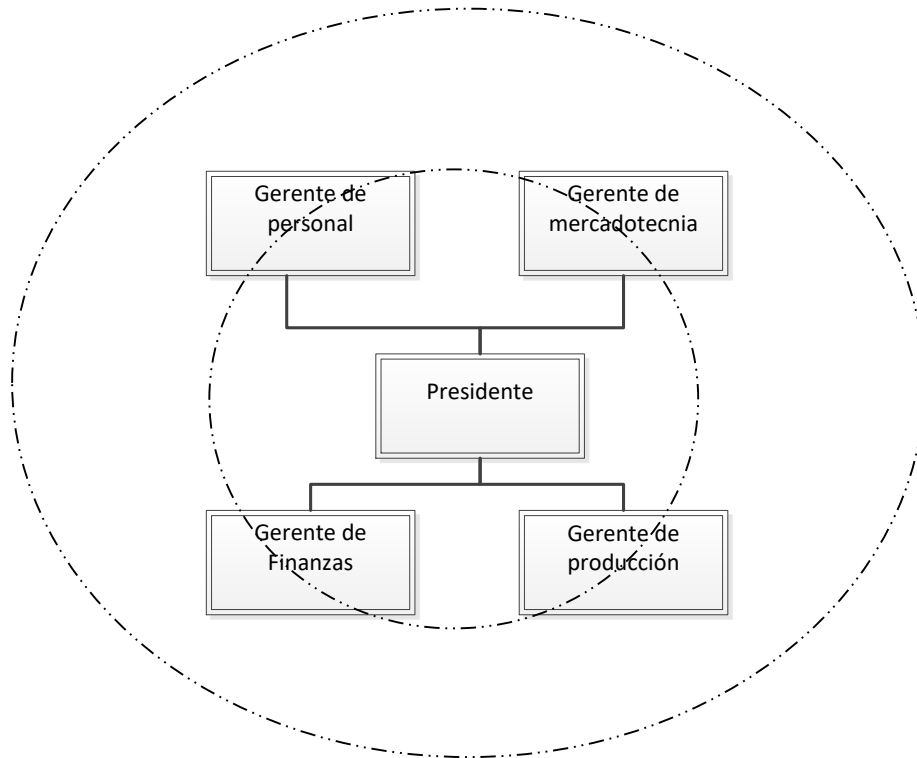 Gerente de
personal
Gerente de
mercadotecnia
Presidente
Gerente de
Finanzas
Gerente de
producción